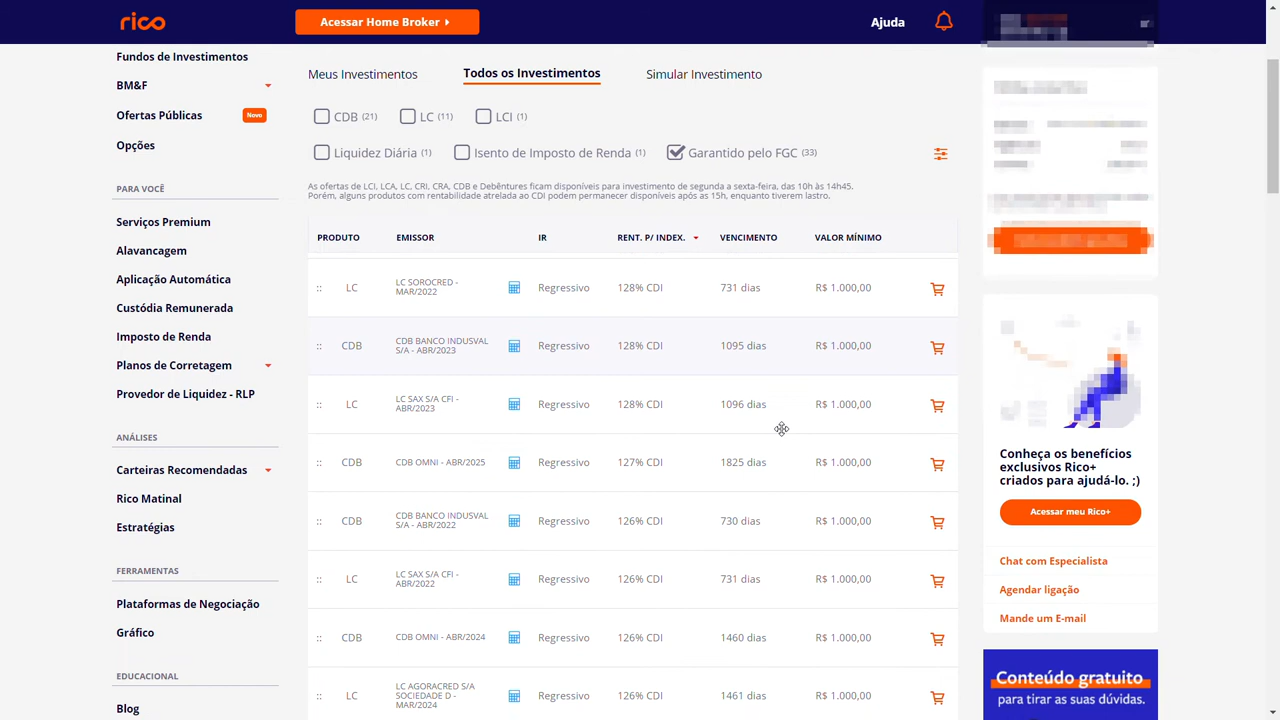 rico
Acessar Home Broker
Ajuda
Fundos de Investimentos
BM&F
Ofertas Públicas
Novo
Opções
PARA VOCÊ
Serviços Premium
Alavancagem
Aplicação Automática
Custódia Remunerada
Imposto de Renda
Planos de Corretagem
Provedor de Liquidez - RLP
ANÁLISES
Carteiras Recomendadas
Rico Matinal
Estratégias
FERRAMENTAS
Plataformas de Negociação
Gráfico
EDUCACIONAL
Blog
Meus Investimentos
Todos os Investimentos
Simular Investimento
CDB (21)
LC (11)
LCI (1)
Liquidez Diária (1)
Isento de Imposto de Renda (1)
Garantido pelo FGC (33)
As ofertas de LCI, LCA, LC, CRI, CRA, CDB e Debêntures ficam disponíveis para investimento de segunda a sexta-feira, das 10h às 14h45.
Porém, alguns produtos com rentabilidade atrelada ao CDI podem permanecer disponíveis após as 15h, enquanto tiverem lastro.
PRODUTO EMISSOR IR RENT. P/ INDEX. VENCIMENTO VALOR MÍNIMO
:: LC LC SOROCRED -
MAR/2022 Regressivo 128% CDI 731 dias R$ 1.000,00
:: CDB CDB BANCO INDUSVAL
S/A - ABR/2023 Regressivo 128% CDI 1095 dias R$ 1.000,00
:: LC LC SAX S/A CFI -
ABR/2023 Regressivo 128% CDI 1096 dias R$ 1.000,00
:: CDB CDB OMNI - ABR/2025 Regressivo 127% CDI 1825 dias R$ 1.000,00
:: CDB CDB BANCO INDUSVAL
S/A - ABR/2022 Regressivo 126% CDI 730 dias R$ 1.000,00
:: LC LC SAX S/A CFI -
ABR/2022 Regressivo 126% CDI 731 dias R$ 1.000,00
:: CDB CDB OMNI - ABR/2024 Regressivo 126% CDI 1460 dias R$ 1.000,00
:: LC LC AGORACRED S/A
SOCIEDADE D -
MAR/2024 Regressivo 126% CDI 1461 dias R$ 1.000,00
Conheça os benefícios
exclusivos Rico+
criados para ajudá-lo. ;)
Acessar meu Rico+
Chat com Especialista
Agendar ligação
Mande um E-mail
Conteúdo gratuito
para tirar as suas dúvidas.